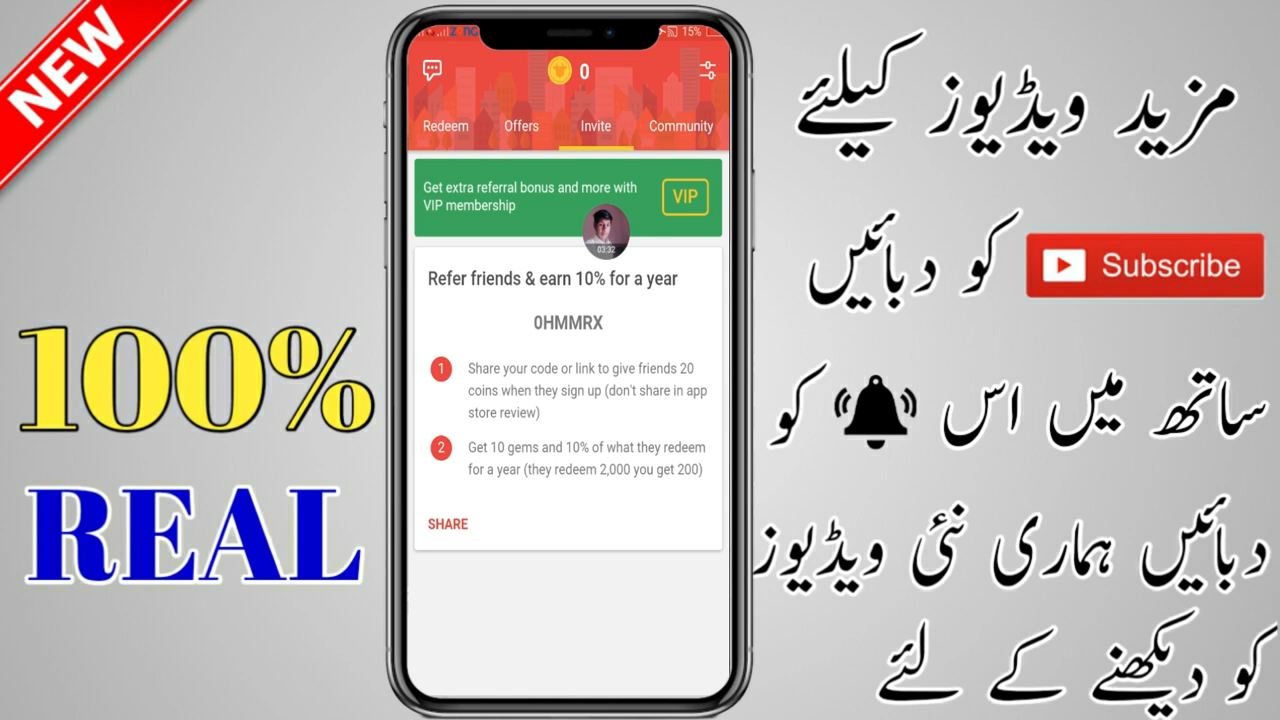 NEW
100%
REAL
ZONG
15%
0
Redeem Offers Invite Community
Get extra referral bonus and more with
VIP membership
VIP
03:32
Refer friends & earn 10% for a year
0HMMRX
1 Share your code or link to give friends 20
coins when they sign up (don't share in app
store review)
2 Get 10 gems and 10% of what they redeem
for a year (they redeem 2,000 you get 200)
SHARE
مزید ویڈیوز کیلئے
Subscribe کو دبائیں
ساتھ میں اس کو
دبائیں ہماری نئی ویڈیوز
کو دیکھنے کے لئے